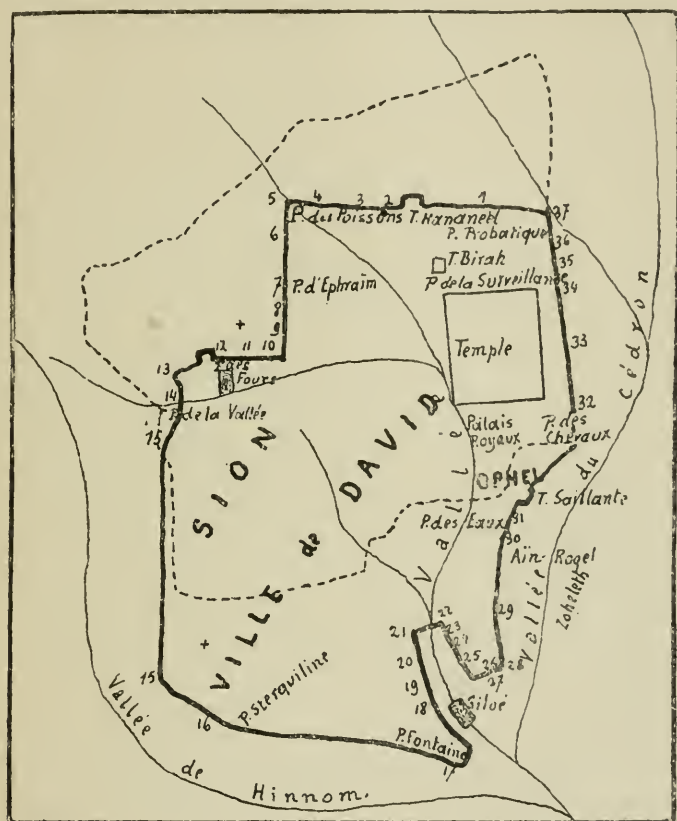 5 4 3 2 1
P. des Poissons T. Hananeel
37
6
P. Probatique
36
T. Birah
35
P. de la Surveillance
34
7 P. d'Ephraïm
8
9
Temple
33
12 11 10
13
T. des Fours
14
P. de la Vallée
32
15
Palais Royaux
P. des Chevaux
SION
VILLE de DAVID
OPHEL
T. Saillante
P. des Eaux
31
30
Aïn-Rogel
Zoheleth
Vallée du Cédron
Vallée
29
22
21
23
24
20
25
26
28
27
19
18
Siloé
15
16
P. Sterquiline
P. Fontaine
17
Vallée de Hinnom.